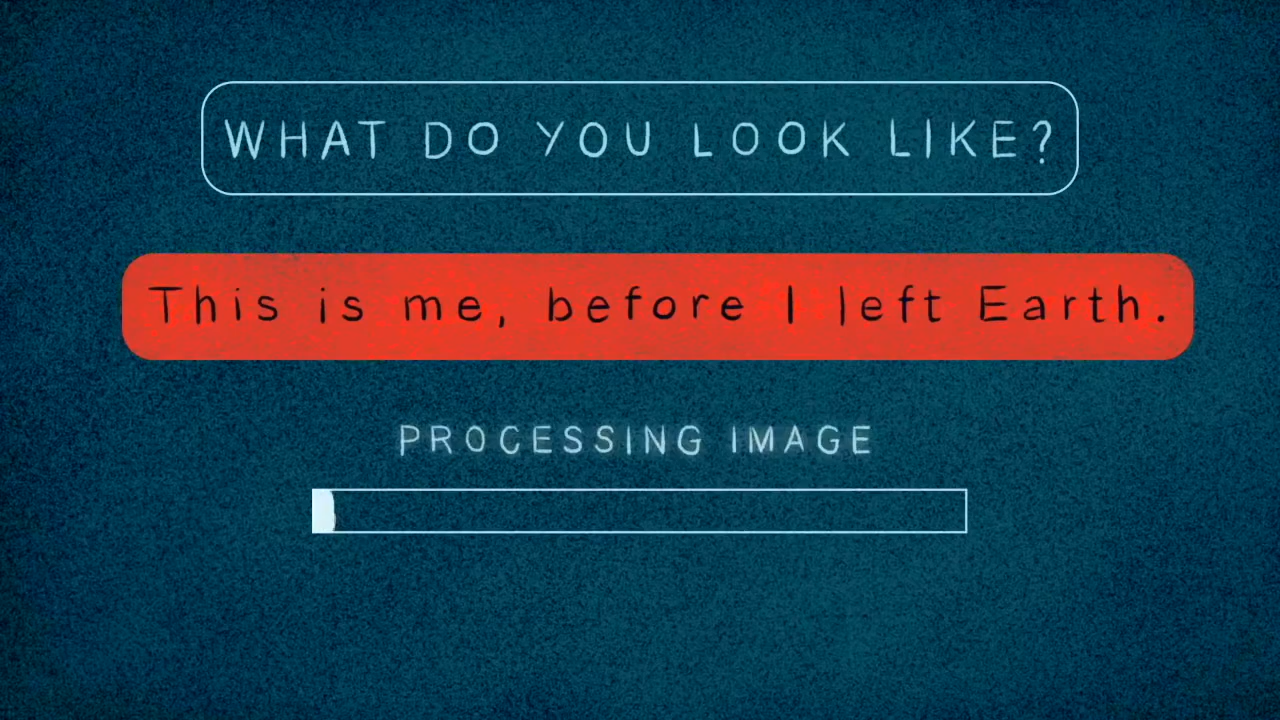 WHAT DO YOU LOOK LIKE?
This is me, before I left Earth.
PROCESSING IMAGE